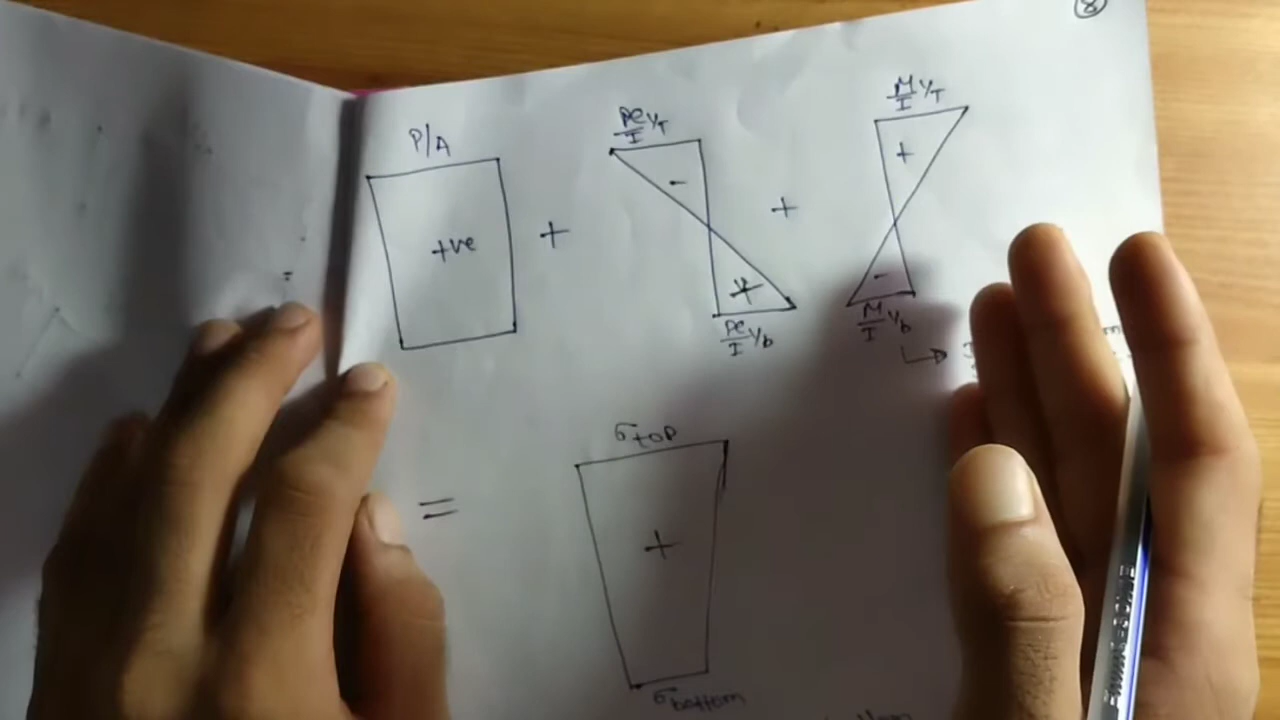 8
P/A
+ve
+
Pe/I yT
-
+
Pe/I yb
+
M/I yT
+
-
M/I yb
=
σtop
+
σbottom